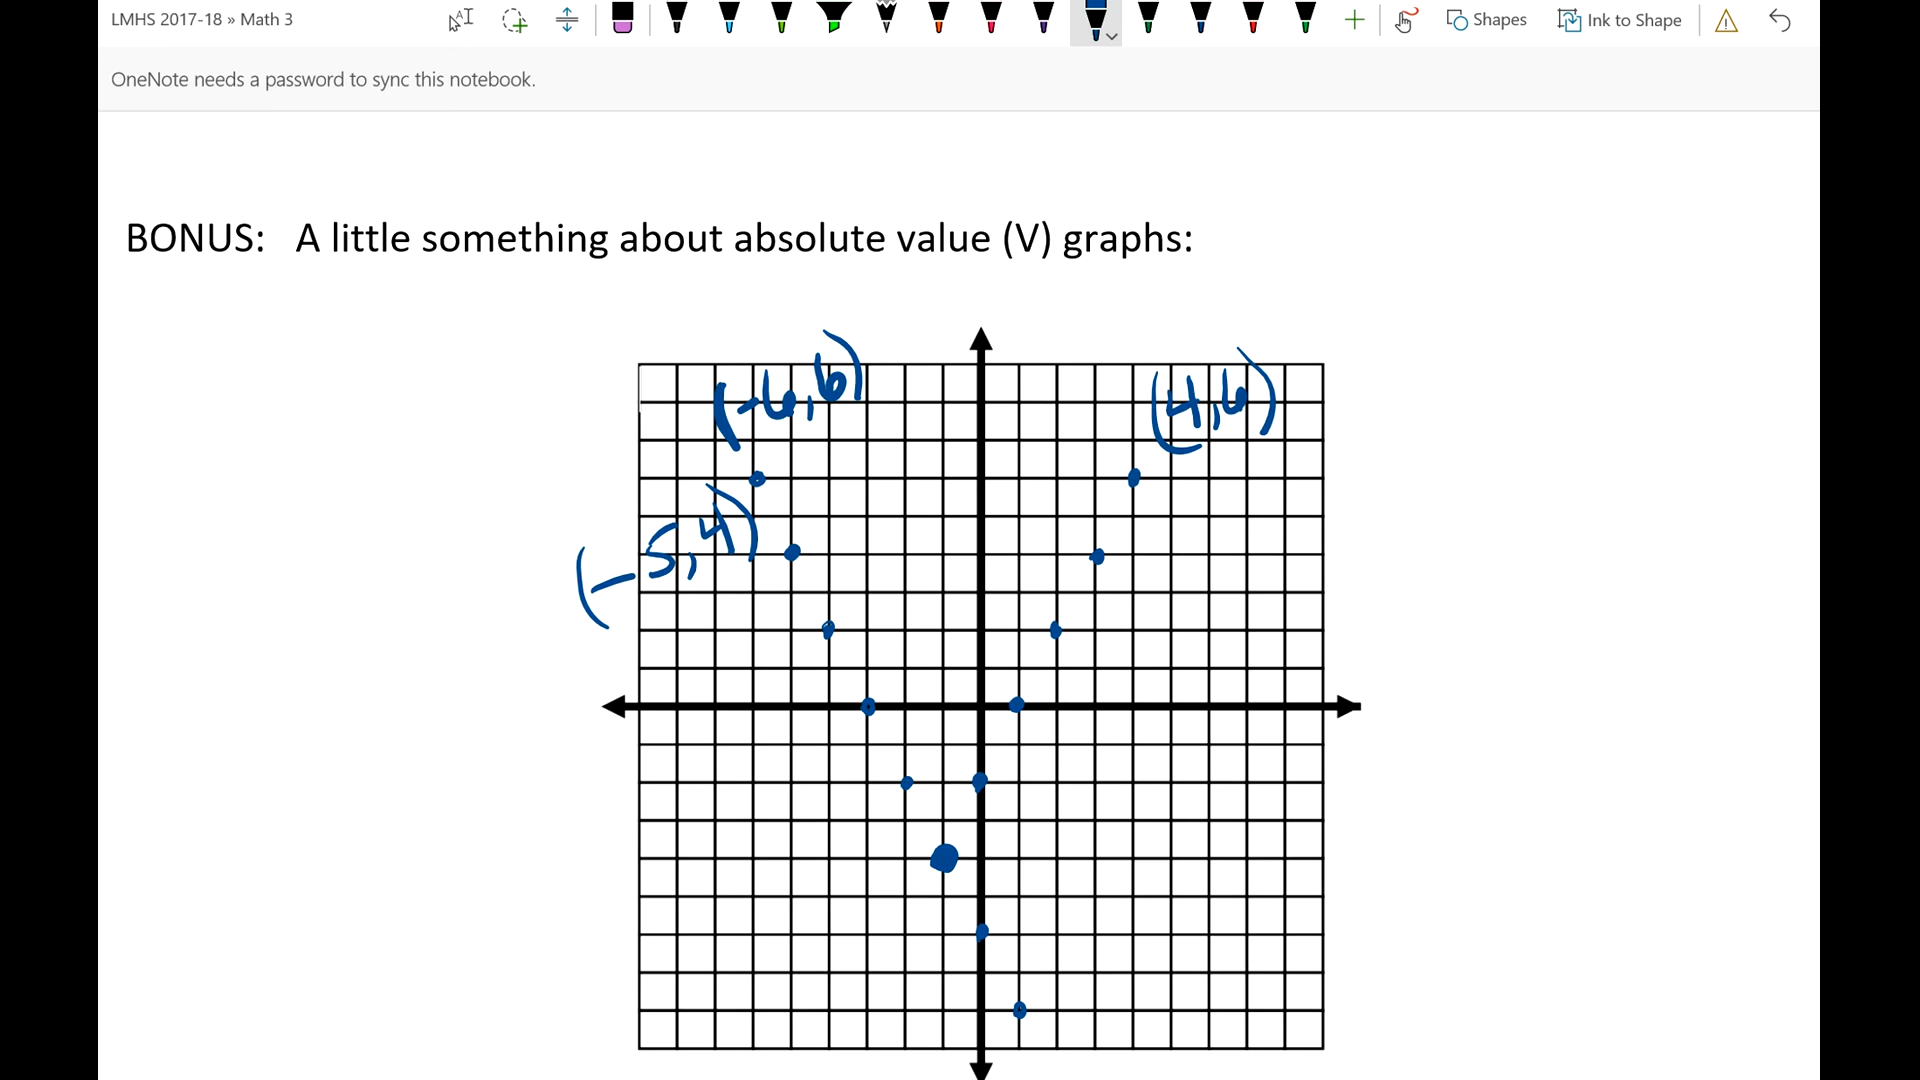 LMHS 2017-18 » Math 3
Shapes
Ink to Shape
OneNote needs a password to sync this notebook.
BONUS: A little something about absolute value (V) graphs:
(-6,6)
(4,6)
(-5,4)